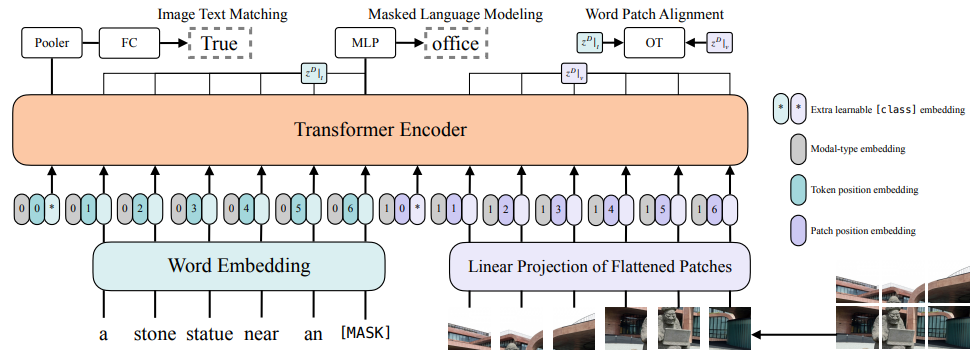 Image Text Matching Masked Language Modeling Word Patch Alignment
Pooler FC True MLP office z^D|_t OT z^D|_v
z^D|_t z^D|_v
Transformer Encoder
* * Extra learnable [class] embedding
Modal-type embedding
Token position embedding
Patch position embedding
0 0 * 0 1 0 2 0 3 0 4 0 5 0 6 1 0 * 1 1 1 2 1 3 1 4 1 5 1 6
Word Embedding Linear Projection of Flattened Patches
a stone statue near an [MASK]